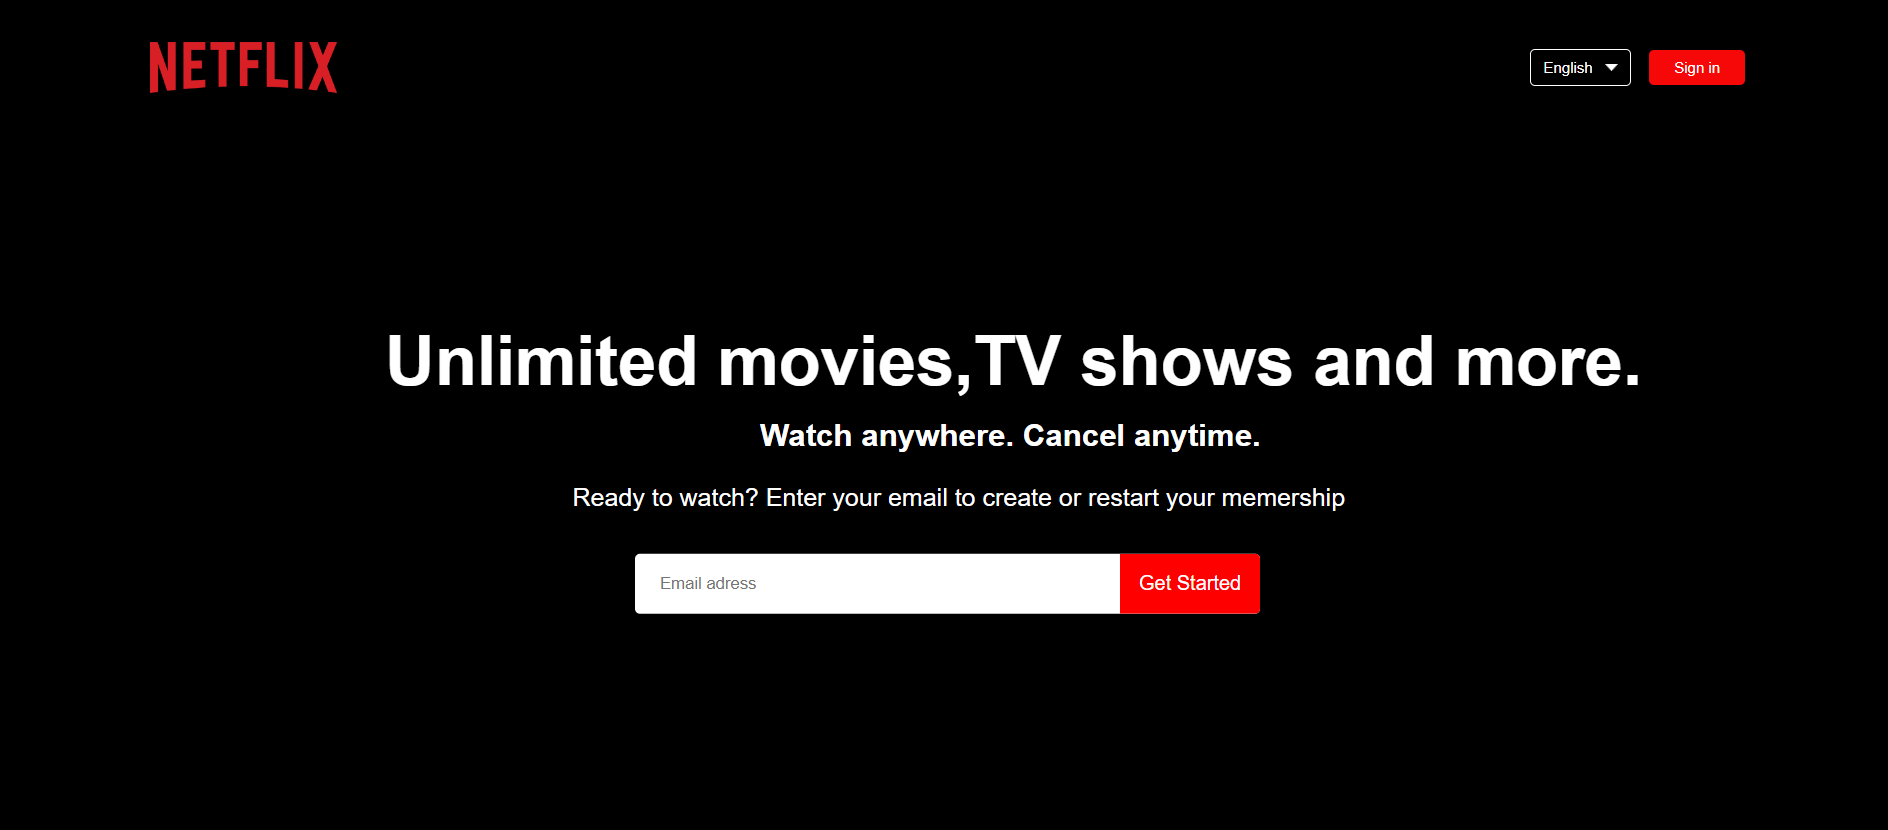 NETFLIX
English
Sign in
Unlimited movies,TV shows and more.
Watch anywhere. Cancel anytime.
Ready to watch? Enter your email to create or restart your memership
Email adress
Get Started